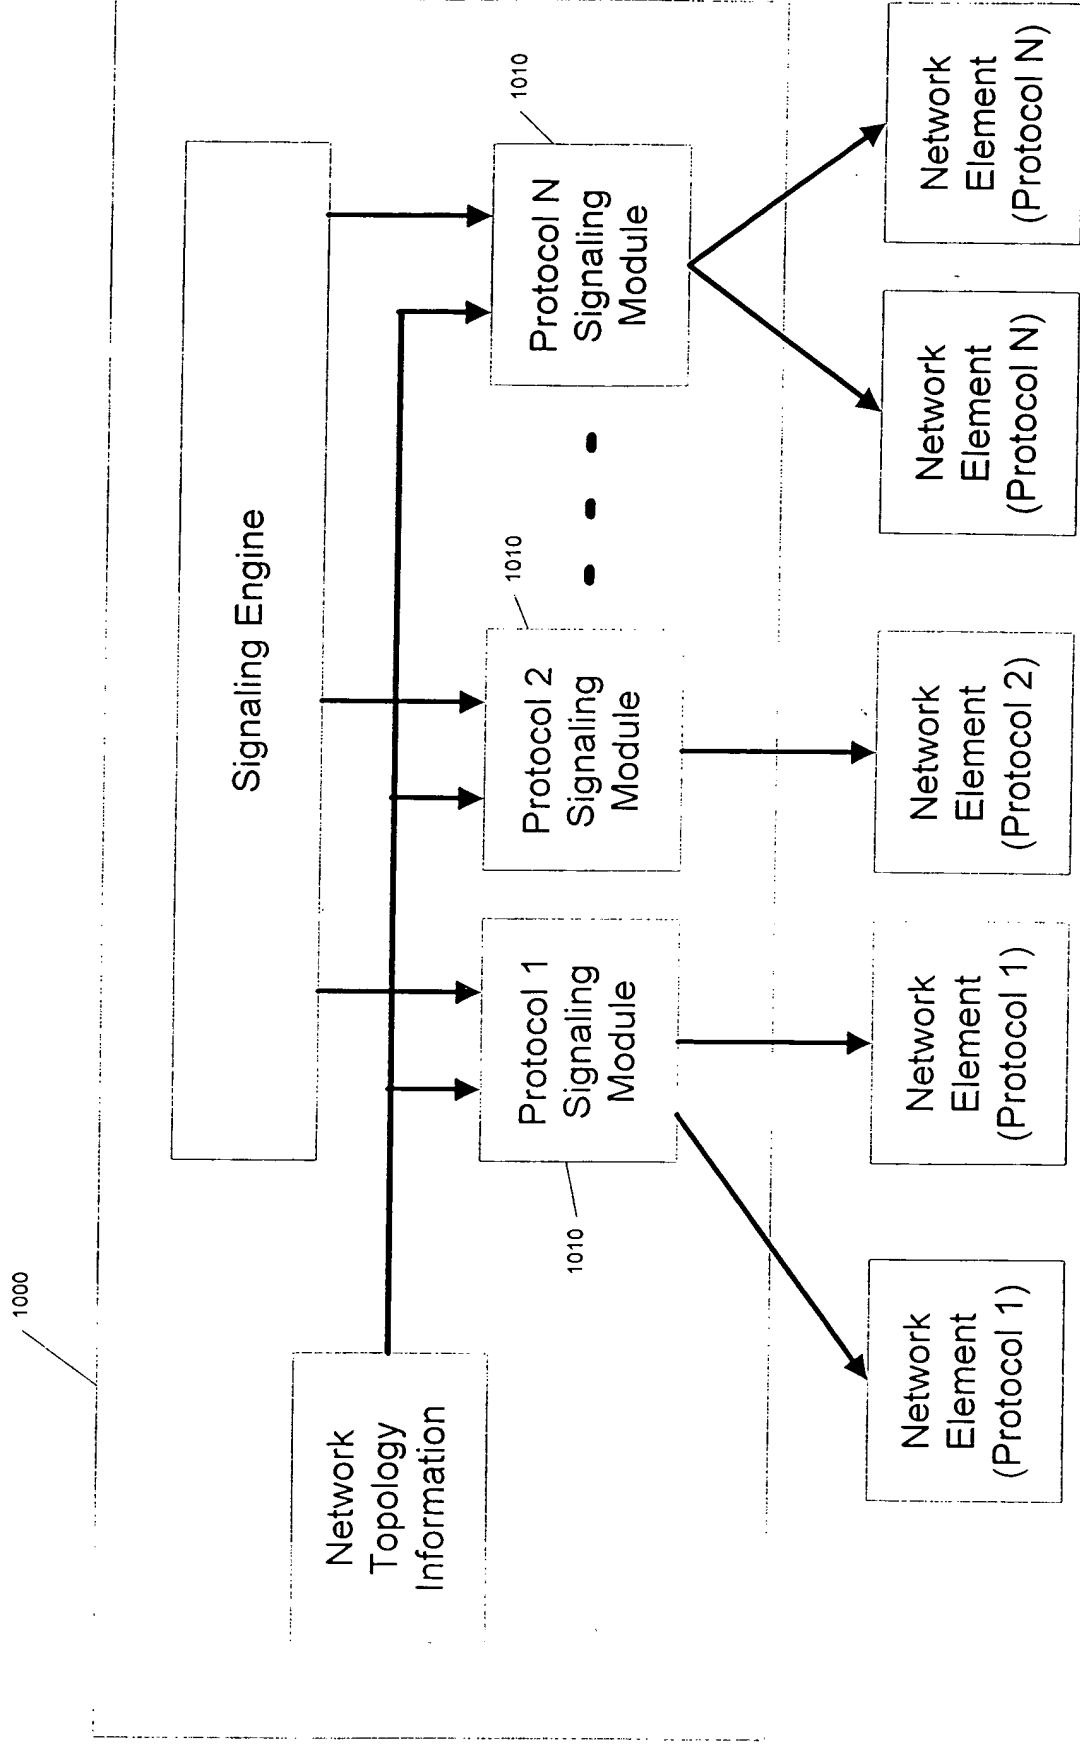 1000
Signaling Engine
Network
Topology
Information
1010
Protocol 1
Signaling
Module
1010
Protocol 2
Signaling
Module
1010
Protocol N
Signaling
Module
Network
Element
(Protocol 1)
Network
Element
(Protocol 1)
Network
Element
(Protocol 2)
Network
Element
(Protocol N)
Network
Element
(Protocol N)